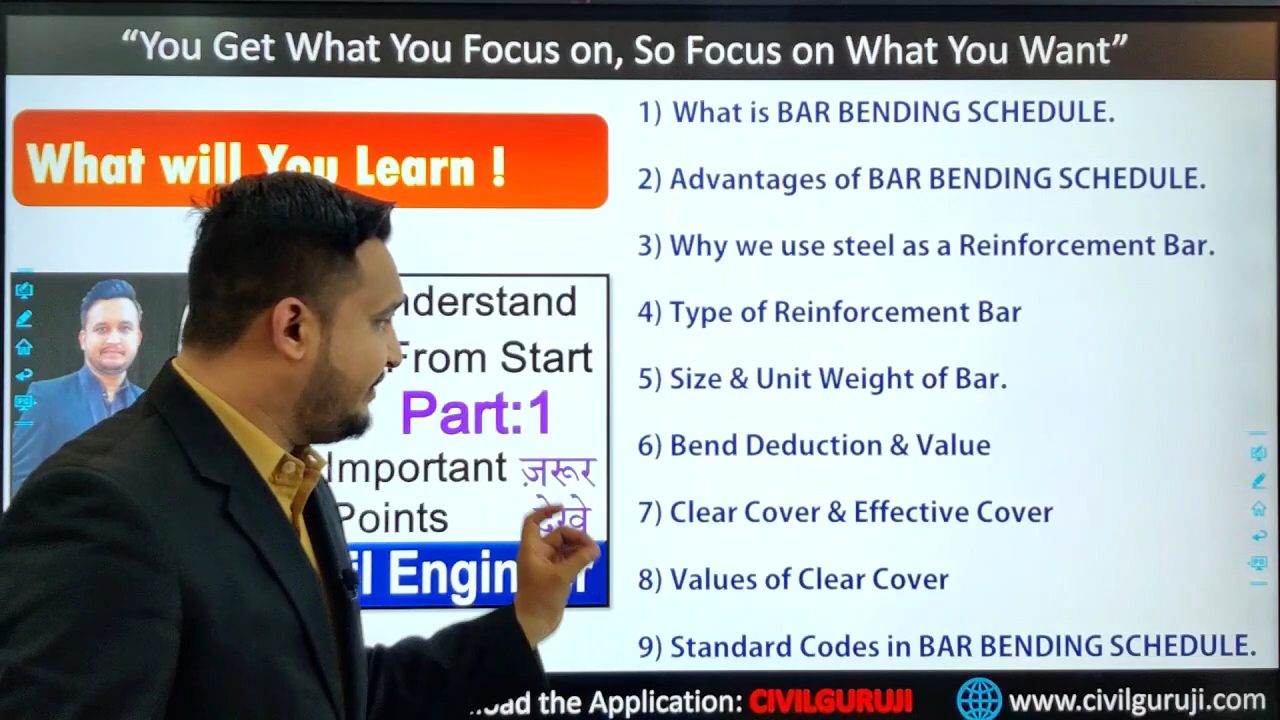 “You Get What You Focus on, So Focus on What You Want”
What will You Learn !
From Start
Part:1
Important ज़रूर
Points देखे
1) What is BAR BENDING SCHEDULE.
2) Advantages of BAR BENDING SCHEDULE.
3) Why we use steel as a Reinforcement Bar.
4) Type of Reinforcement Bar
5) Size & Unit Weight of Bar.
6) Bend Deduction & Value
7) Clear Cover & Effective Cover
8) Values of Clear Cover
9) Standard Codes in BAR BENDING SCHEDULE.
the Application: CIVILGURUJI www.civilguruji.com